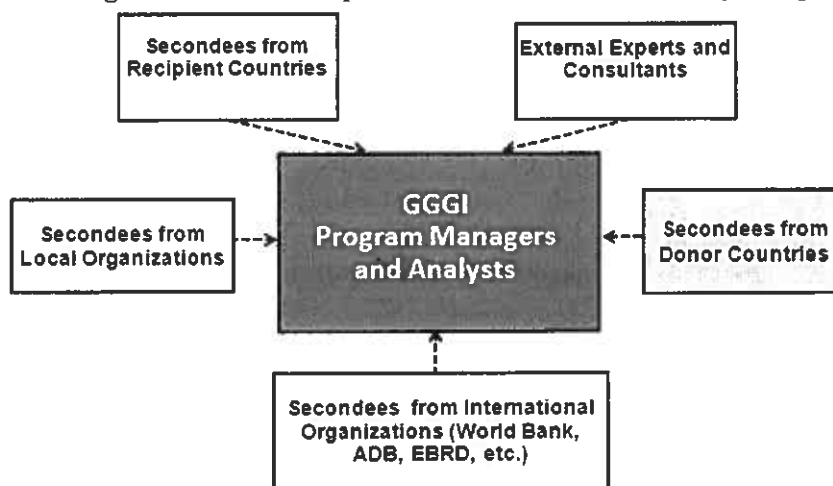 Secondees from
Recipient Countries
External Experts and
Consultants
GGGI
Program Managers
and Analysts
Secondees from
Local Organizations
Secondees from
Donor Countries
Secondees from International
Organizations (World Bank,
ADB, EBRD, etc.)